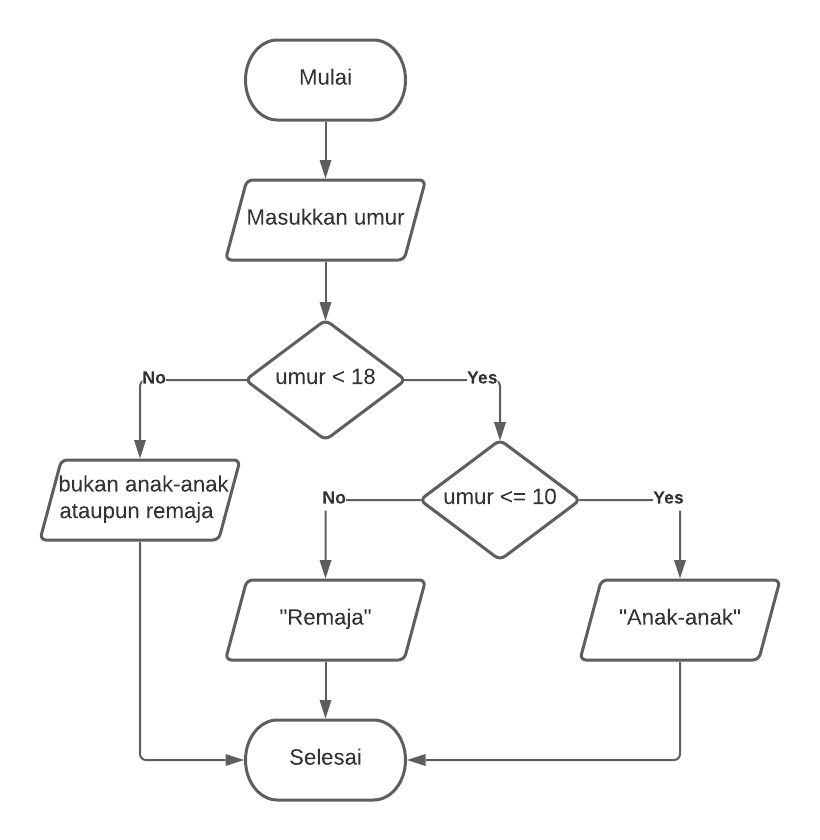 Mulai
Masukkan umur
umur < 18
No
Yes
bukan anak-anak
ataupun remaja
umur <= 10
No
Yes
"Remaja"
"Anak-anak"
Selesai